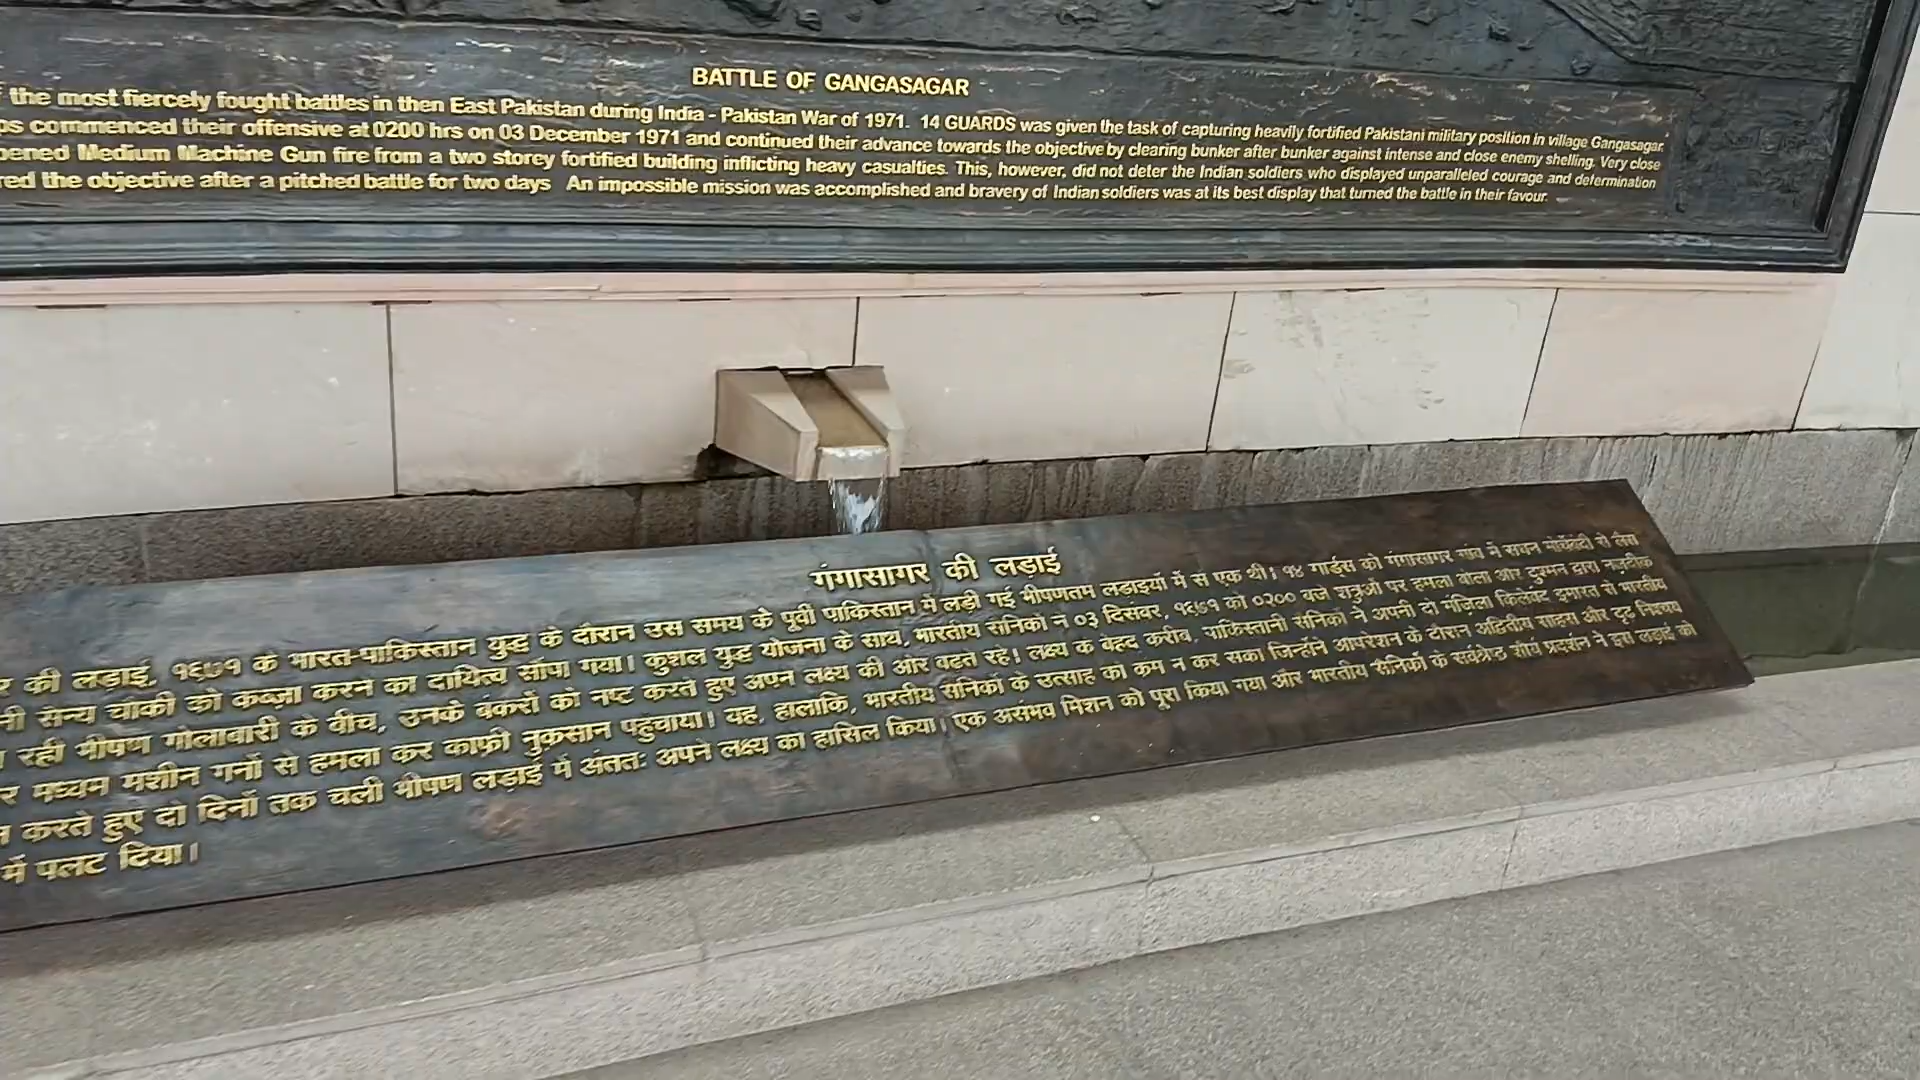 BATTLE OF GANGASAGAR
the most fiercely fought battles in then East Pakistan during India - Pakistan War of 1971. 14 GUARDS was given the task of capturing heavily fortified Pakistani military position in village Gangasagar.
commenced their offensive at 0200 hrs on 03 December 1971 and continued their advance towards the objective by clearing bunker after bunker against intense and close enemy shelling. Very close
Medium Machine Gun fire from a two storey fortified building inflicting heavy casualties. This, however, did not deter the Indian soldiers who displayed unparalleled courage and determination
the objective after a pitched battle for two days An impossible mission was accomplished and bravery of Indian soldiers was at its best display that turned the battle in their favour.
गंगासागर की लड़ाई
की लड़ाई, १९७१ के भारत-पाकिस्तान युद्ध के दौरान उस समय के पूर्वी पाकिस्तान में लड़ी गई भीषणतम लड़ाइयों में से एक थी। १४ गार्ड्स को गंगासागर गांव में सघन मोर्चेबंदी से लैस
सैन्य चौकी को कब्ज़ा करने का दायित्व सौंपा गया। कुशल युद्ध योजना के साथ, भारतीय सैनिकों ने ०३ दिसंबर, १९७१ को ०२०० बजे शत्रुओं पर हमला बोला और दुश्मन द्वारा नज़दीक
रही भीषण गोलाबारी के बीच, उनके बंकरों को नष्ट करते हुए अपने लक्ष्य की ओर बढ़ते रहे। लक्ष्य के बेहद करीब, पाकिस्तानी सैनिकों ने अपनी दो मंजिला किलेबंद इमारत से भारतीय
मध्यम मशीन गनों से हमला कर काफ़ी नुकसान पहुंचाया। यह, हालांकि, भारतीय सैनिकों के उत्साह को कम न कर सका जिन्होंने आपरेशन के दौरान अद्वितीय साहस और दृढ़ निश्चय
करते हुए दो दिनों तक चली भीषण लड़ाई में अंततः अपने लक्ष्य को हासिल किया। एक असंभव मिशन को पूरा किया गया और भारतीय सैनिकों के सर्वश्रेष्ठ शौर्य प्रदर्शन ने इस लड़ाई को
में पलट दिया।